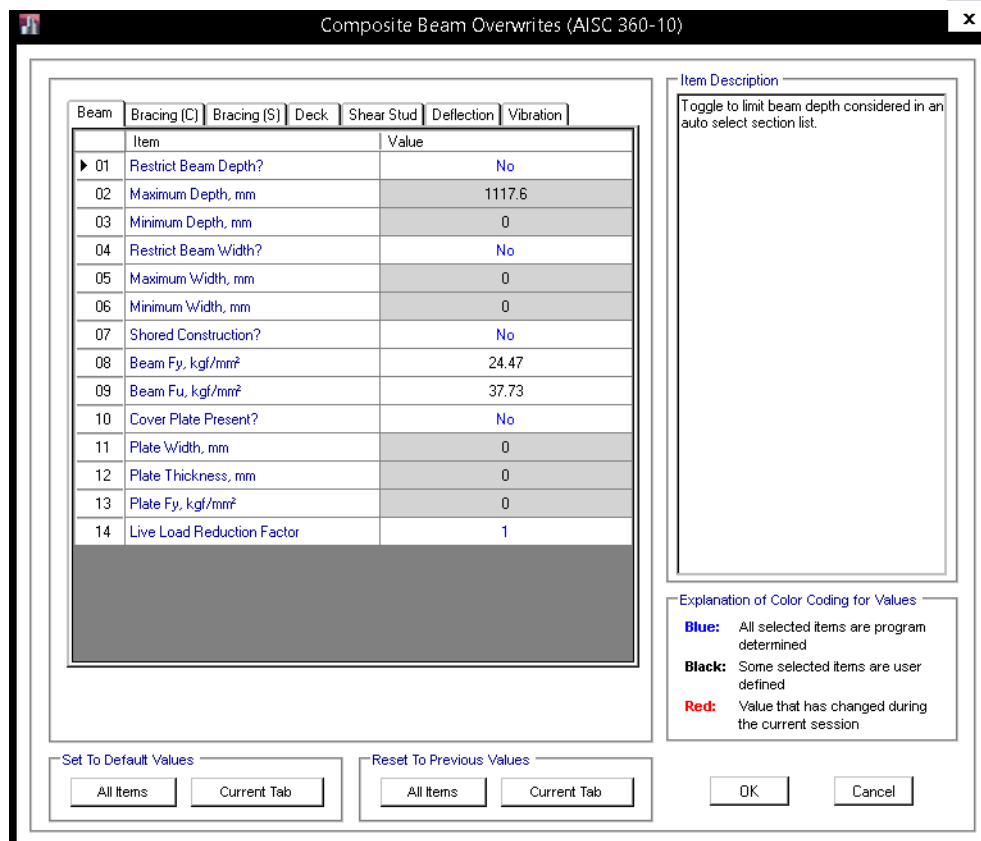 Composite Beam Overwrites (AISC 360-10)
x
Beam Bracing (C) Bracing (S) Deck Shear Stud Deflection Vibration
Item Value
01 Restrict Beam Depth? No
02 Maximum Depth, mm 1117.6
03 Minimum Depth, mm 0
04 Restrict Beam Width? No
05 Maximum Width, mm 0
06 Minimum Width, mm 0
07 Shored Construction? No
08 Beam Fy, kgf/mm² 24.47
09 Beam Fu, kgf/mm² 37.73
10 Cover Plate Present? No
11 Plate Width, mm 0
12 Plate Thickness, mm 0
13 Plate Fy, kgf/mm² 0
14 Live Load Reduction Factor 1
Item Description
Toggle to limit beam depth considered in an
auto select section list.
Explanation of Color Coding for Values
Blue: All selected items are program
determined
Black: Some selected items are user
defined
Red: Value that has changed during
the current session
Set To Default Values
All Items Current Tab
Reset To Previous Values
All Items Current Tab
OK Cancel